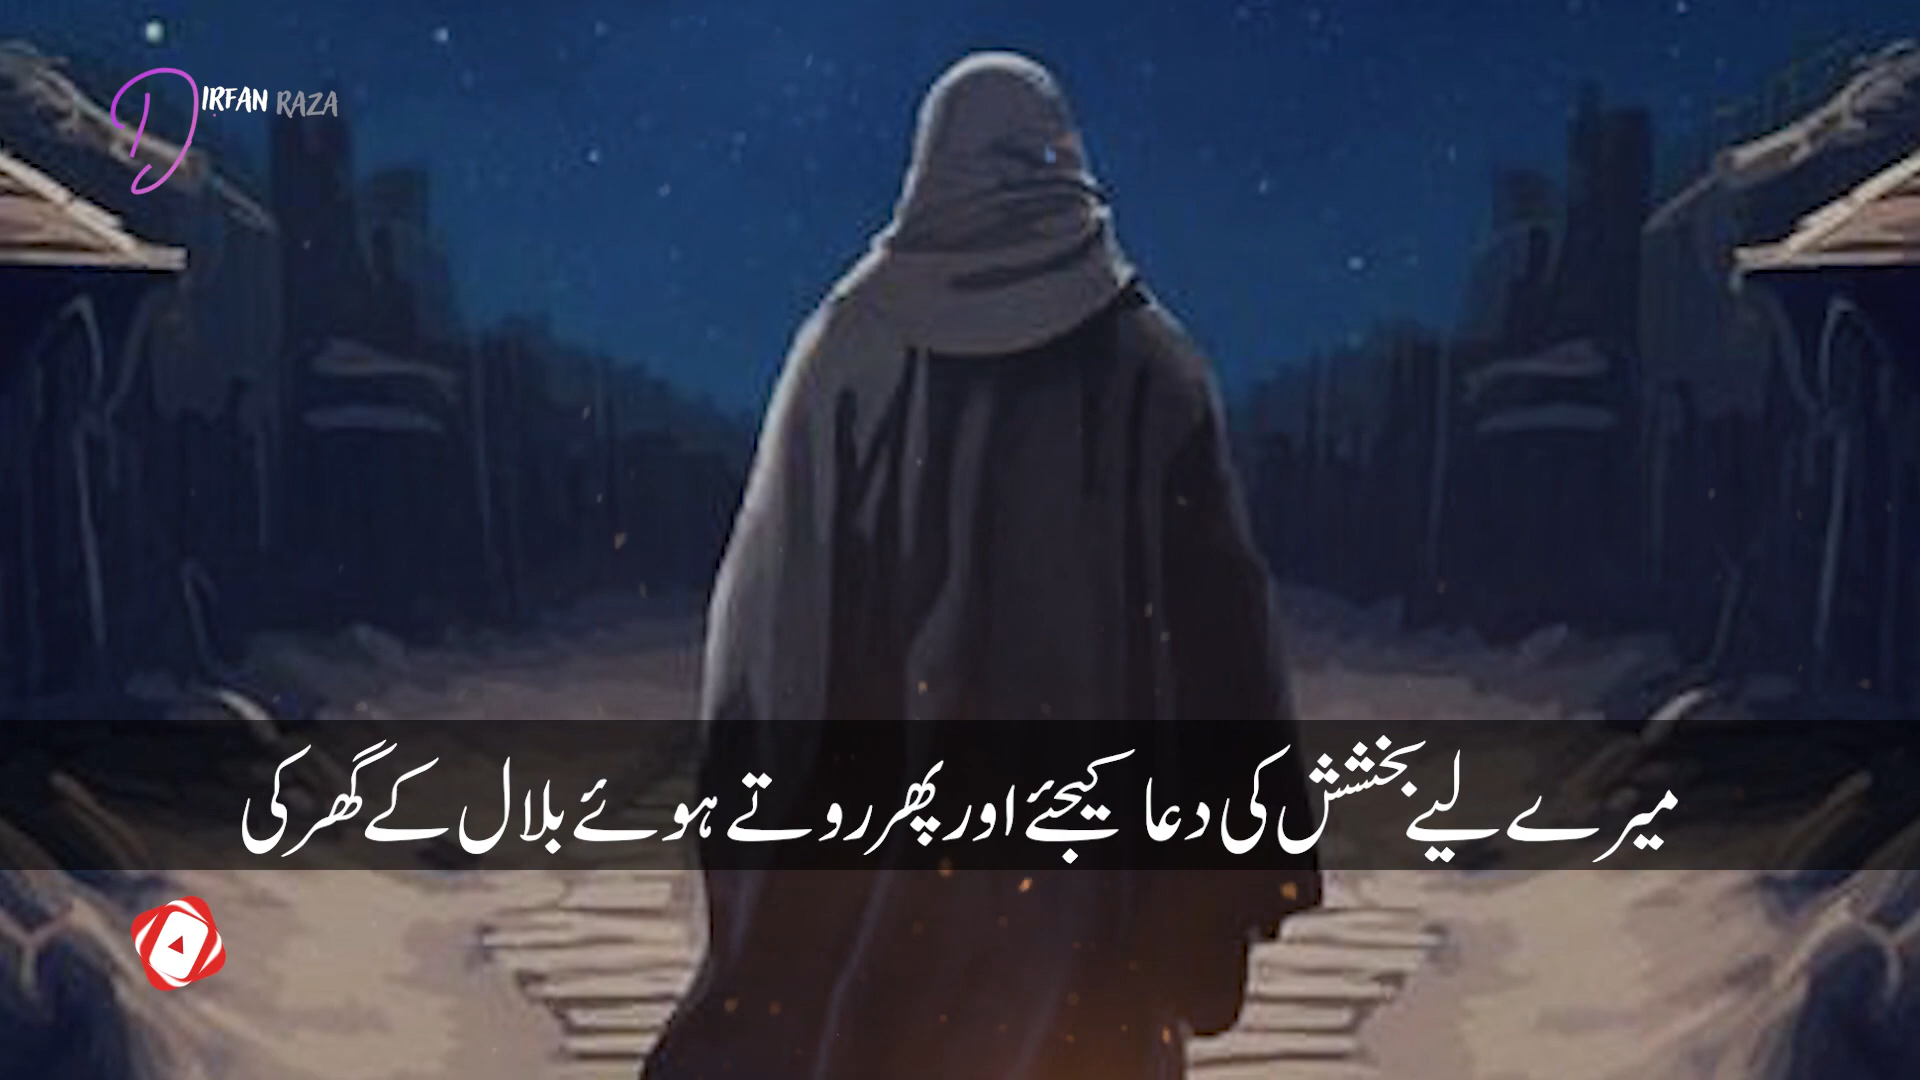 D IRFAN RAZA
میرے لیے بخشش کی دعا کیجئے اور پھر روتے ہوئے بلال کے گھر کی